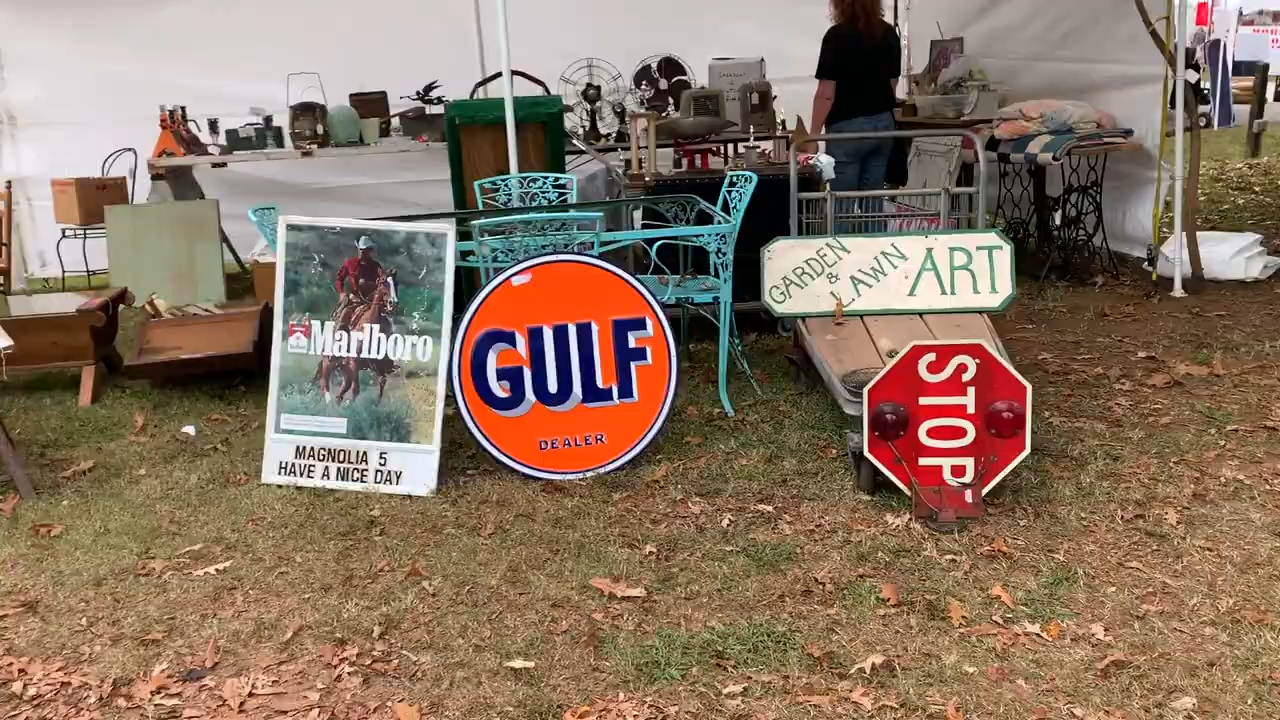 Marlboro
MAGNOLIA 5
HAVE A NICE DAY
GULF
DEALER
GARDEN
&
LAWN
ART
STOP